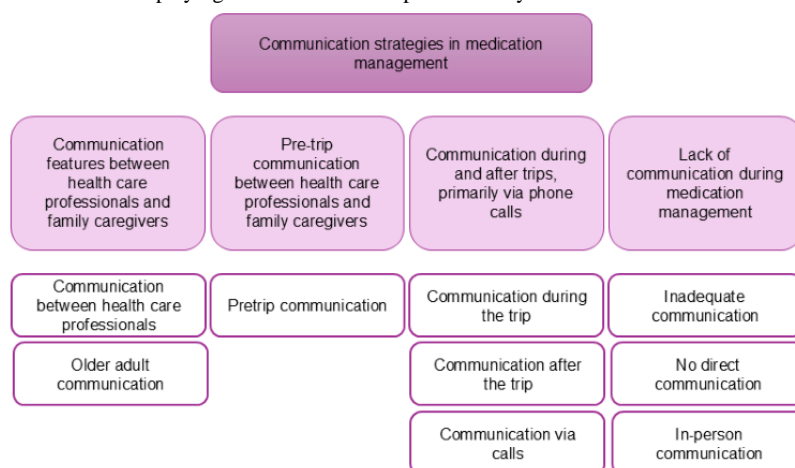 Communication strategies in medication
management
Communication
features between
health care
professionals and
family caregivers
Pre-trip
communication
between health care
professionals and
family caregivers
Communication during
and after trips,
primarily via phone
calls
Lack of
communication during
medication
management
Communication
between health care
professionals
Older adult
communication
Pretrip communication
Communication during
the trip
Communication after
the trip
Communication via
calls
Inadequate
communication
No direct
communication
In-person
communication